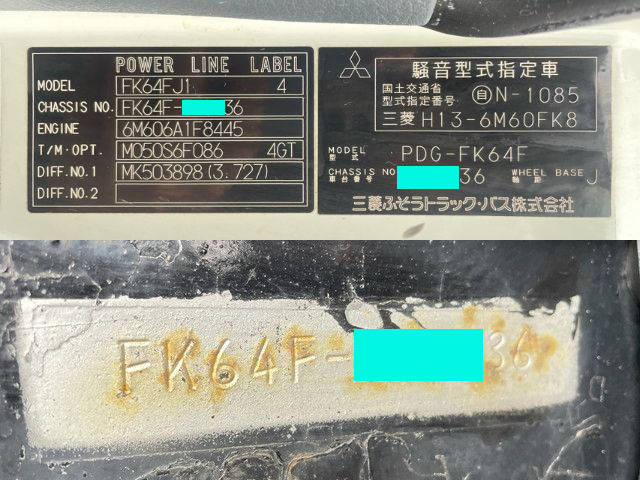 POWER LINE LABEL
MODEL FK64FJ1 4
CHASSIS NO. FK64F- 36
ENGINE 6M606A1F8445
T/M·OPT. M050S6F086 4GT
DIFF.NO.1 MK503898(3.727)
DIFF.NO.2
騒音型式指定車
国土交通省
型式指定番号 自N-1085
三菱 H13-6M60FK8
MODEL
型式 PDG-FK64F
CHASSIS NO
車台番号 36
WHEEL BASE
軸距 J
三菱ふそうトラック・バス株式会社
FK64F- 36